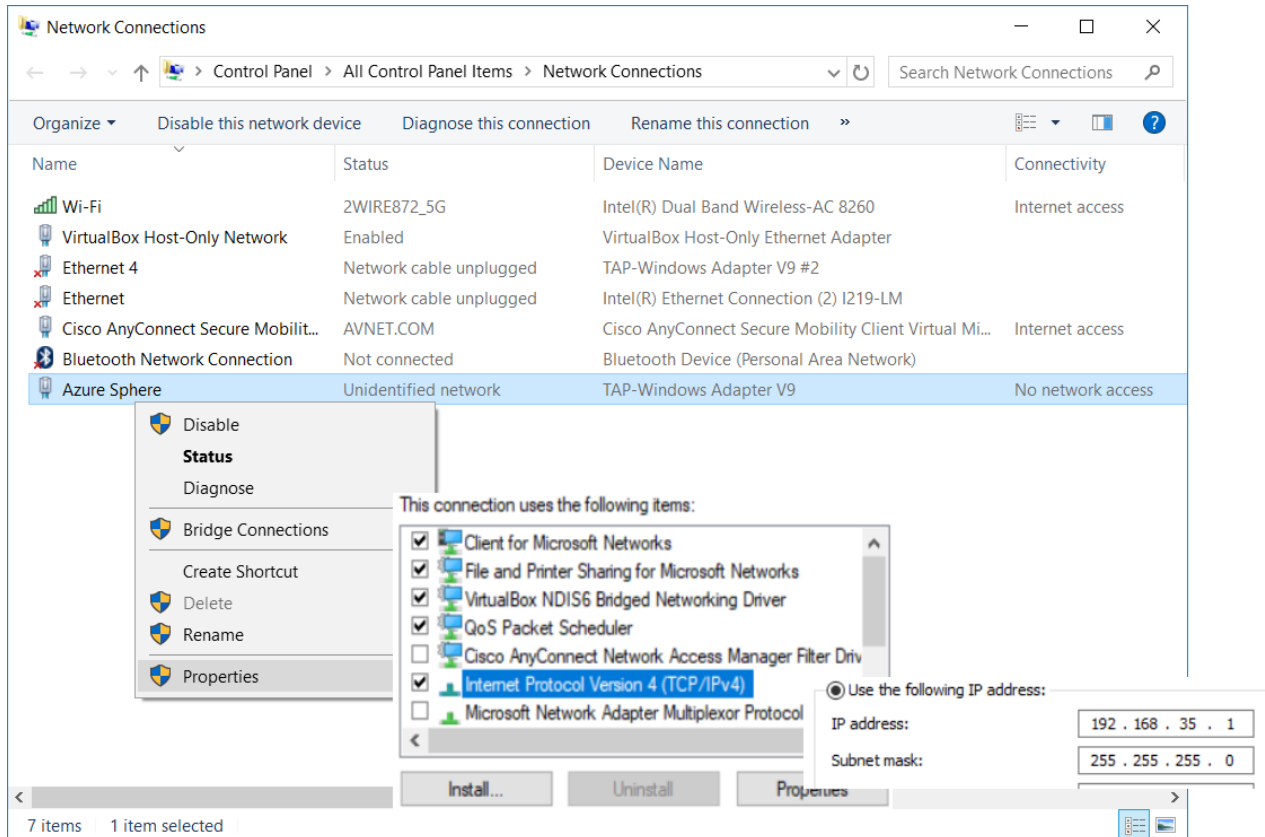 Network Connections
Control Panel > All Control Panel Items > Network Connections
Search Network Connections
Organize Disable this network device Diagnose this connection Rename this connection »
Name Status Device Name Connectivity
Wi-Fi 2WIRE872_5G Intel(R) Dual Band Wireless-AC 8260 Internet access
VirtualBox Host-Only Network Enabled VirtualBox Host-Only Ethernet Adapter
Ethernet 4 Network cable unplugged TAP-Windows Adapter V9 #2
Ethernet Network cable unplugged Intel(R) Ethernet Connection (2) I219-LM
Cisco AnyConnect Secure Mobilit... AVNET.COM Cisco AnyConnect Secure Mobility Client Virtual Mi... Internet access
Bluetooth Network Connection Not connected Bluetooth Device (Personal Area Network)
Azure Sphere Unidentified network TAP-Windows Adapter V9 No network access
Disable
Status
Diagnose
Bridge Connections
Create Shortcut
Delete
Rename
Properties
This connection uses the following items:
Client for Microsoft Networks
File and Printer Sharing for Microsoft Networks
VirtualBox NDIS6 Bridged Networking Driver
QoS Packet Scheduler
Cisco AnyConnect Network Access Manager Filter Driv
Internet Protocol Version 4 (TCP/IPv4)
Microsoft Network Adapter Multiplexor Protocol
Install... Uninstall Properties
Use the following IP address:
IP address: 192 . 168 . 35 . 1
Subnet mask: 255 . 255 . 255 . 0
7 items 1 item selected